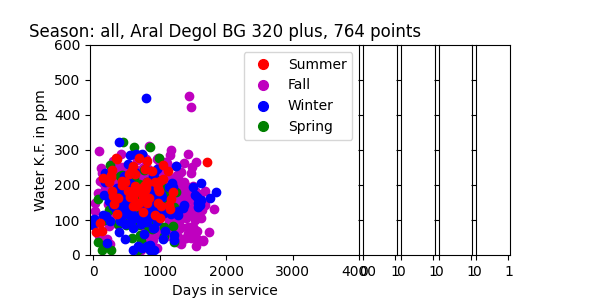 Season: all, Aral Degol BG 320 plus, 764 points
Water K.F. in ppm
600
500
400
300
200
100
0
Summer
Fall
Winter
Spring
0 1000 2000 3000 4000 0 1 0 1 0 1 0 1 0 1
Days in service